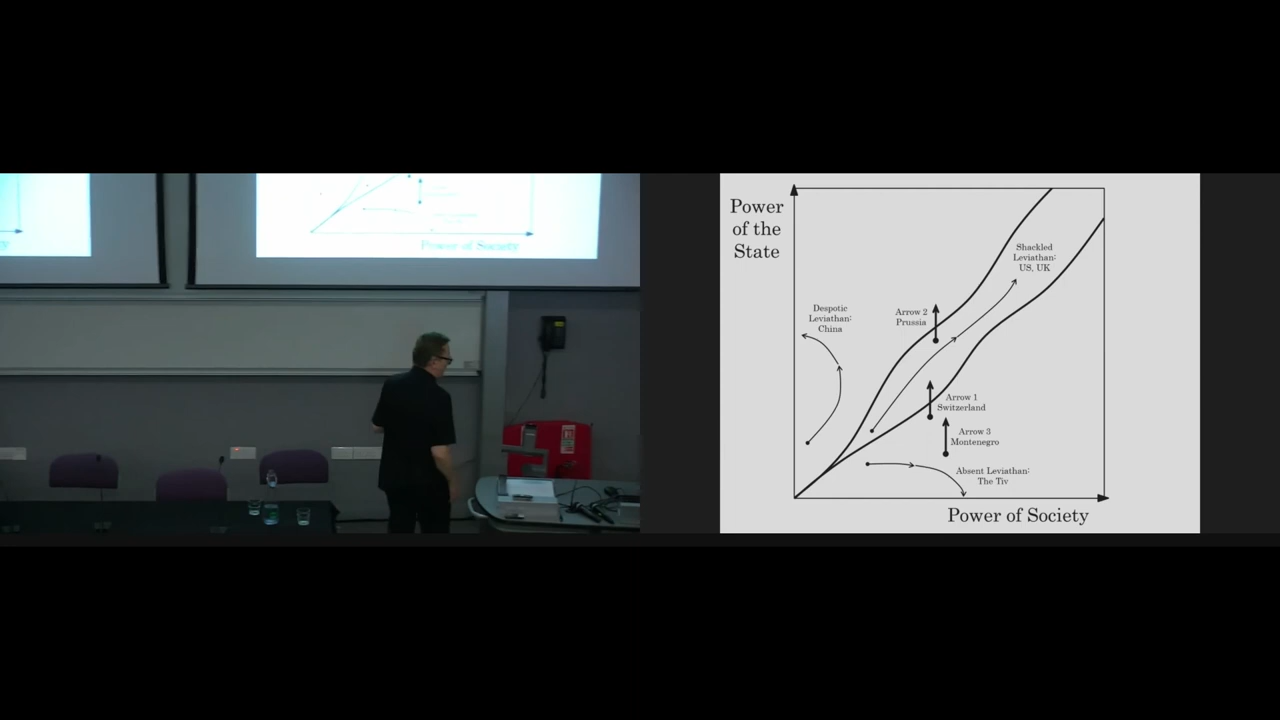 Power of Society
Power
of the
State
Shackled
Leviathan:
US, UK
Despotic
Leviathan:
China
Arrow 2
Prussia
Arrow 1
Switzerland
Arrow 3
Montenegro
Absent Leviathan:
The Tiv
Power of Society